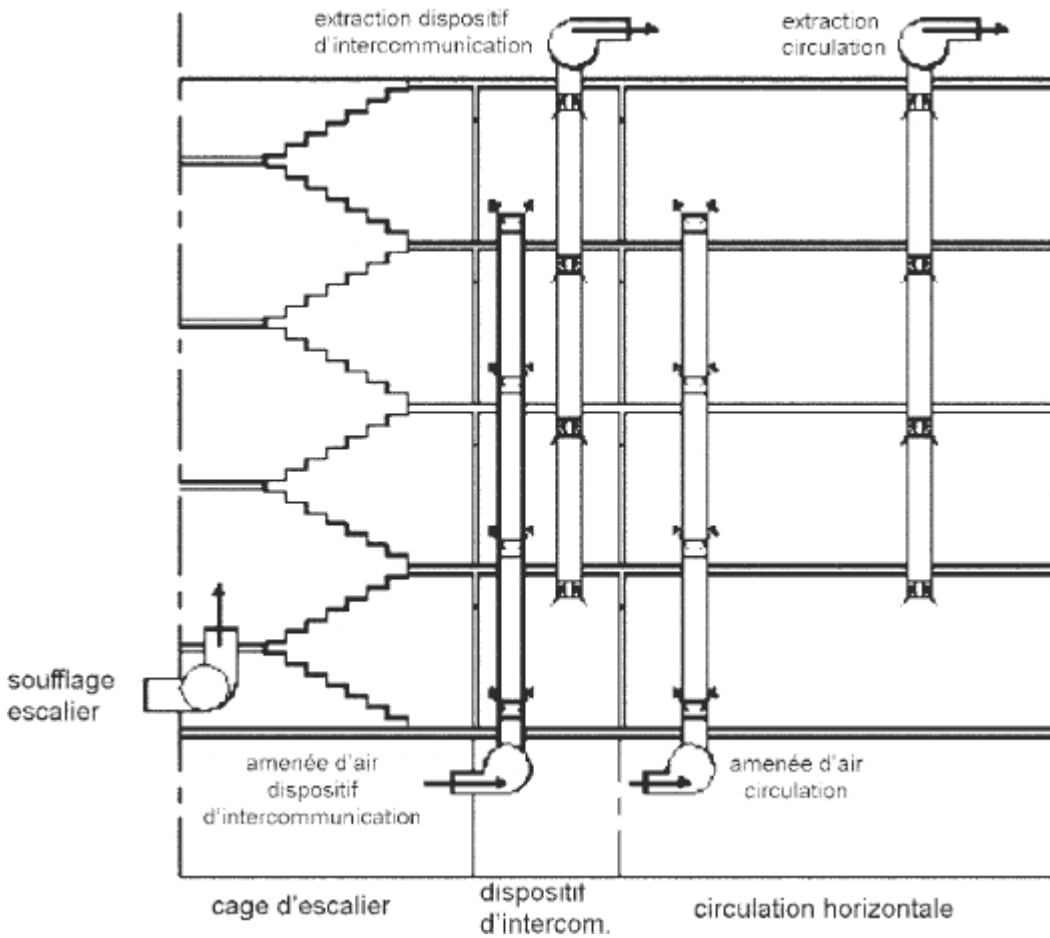 extraction dispositif
d'intercommunication
extraction
circulation
soufflage
escalier
amenée d'air
dispositif
d'intercommunication
amenée d'air
circulation
cage d'escalier
dispositif
d'intercom.
circulation horizontale